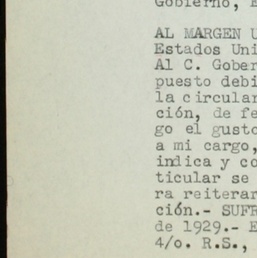 Gobierno, E
AL MARGEN U
Estados Uni
Al C. Gober
puesto debi
la circular
ción, de fe
go el gusto
a mi cargo,
indica y co
ticular se
ra reiterar
ción.- SUFR
de 1929.- E
4/o. R.S.,